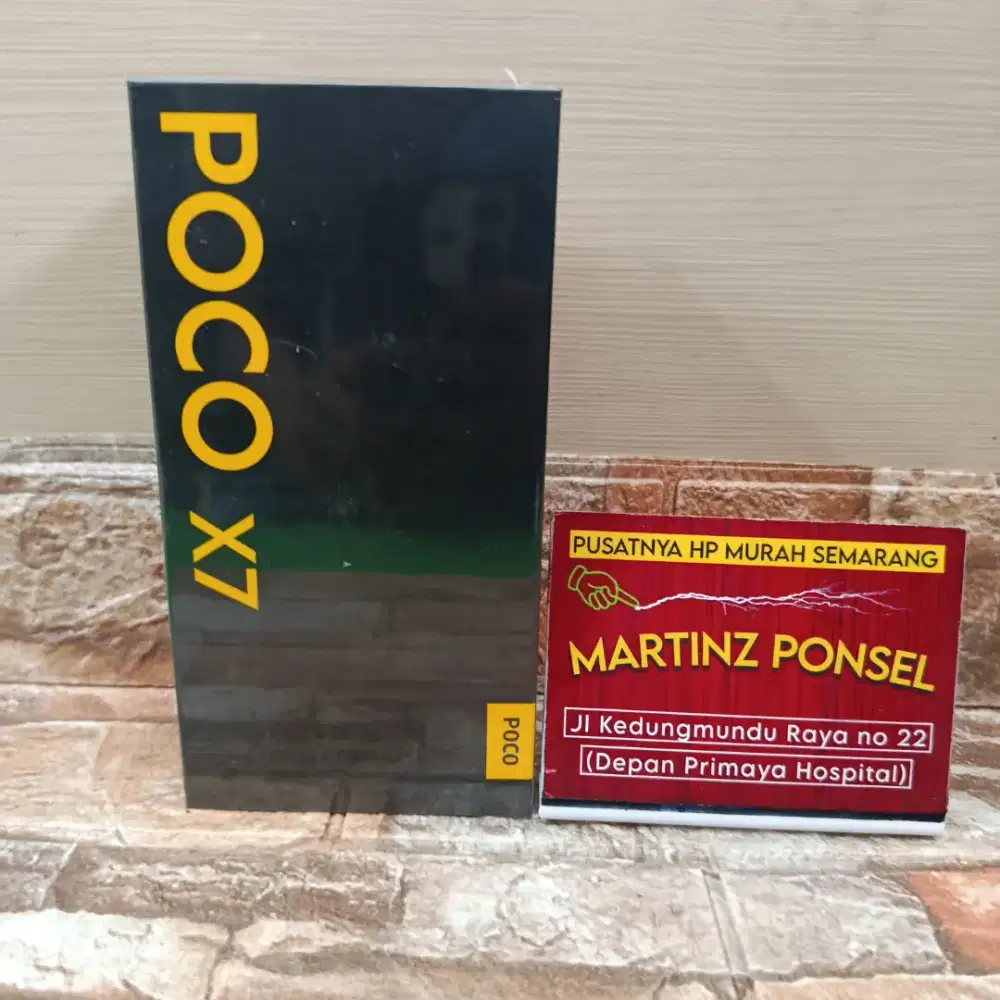 POCO X7
POCO
PUSATNYA HP MURAH SEMARANG
MARTINZ PONSEL
Jl Kedungmundu Raya no 22
(Depan Primaya Hospital)